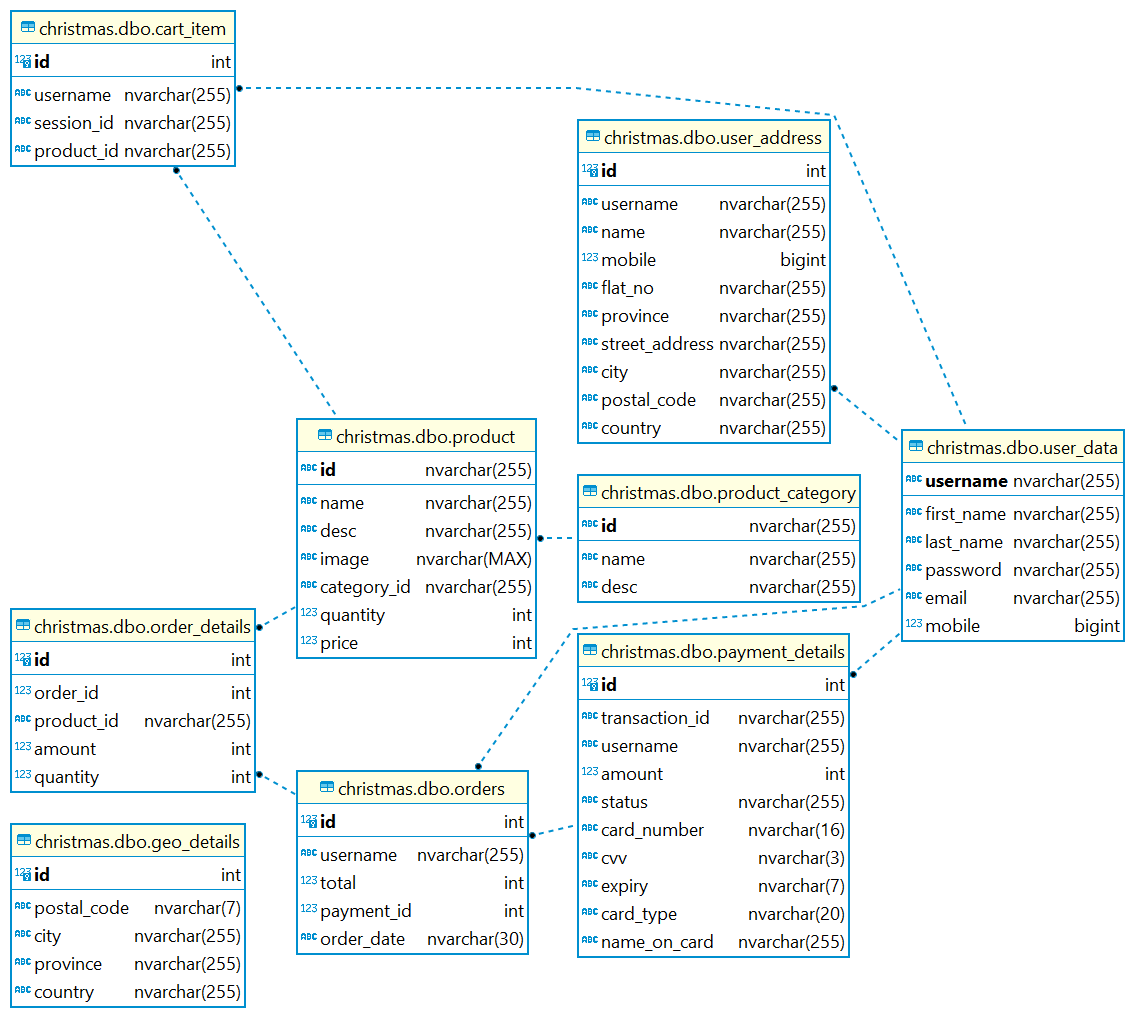 christmas.dbo.cart_item
123 id int
ABC username nvarchar(255)
ABC session_id nvarchar(255)
ABC product_id nvarchar(255)
christmas.dbo.user_address
123 id int
ABC username nvarchar(255)
ABC name nvarchar(255)
123 mobile bigint
ABC flat_no nvarchar(255)
ABC province nvarchar(255)
ABC street_address nvarchar(255)
ABC city nvarchar(255)
ABC postal_code nvarchar(255)
ABC country nvarchar(255)
christmas.dbo.product
ABC id nvarchar(255)
ABC name nvarchar(255)
ABC desc nvarchar(255)
ABC image nvarchar(MAX)
ABC category_id nvarchar(255)
123 quantity int
123 price int
christmas.dbo.product_category
ABC id nvarchar(255)
ABC name nvarchar(255)
ABC desc nvarchar(255)
christmas.dbo.user_data
ABC username nvarchar(255)
ABC first_name nvarchar(255)
ABC last_name nvarchar(255)
ABC password nvarchar(255)
ABC email nvarchar(255)
123 mobile bigint
christmas.dbo.order_details
123 id int
123 order_id int
ABC product_id nvarchar(255)
123 amount int
123 quantity int
christmas.dbo.payment_details
123 id int
ABC transaction_id nvarchar(255)
ABC username nvarchar(255)
123 amount int
ABC status nvarchar(255)
ABC card_number nvarchar(16)
ABC cvv nvarchar(3)
ABC expiry nvarchar(7)
ABC card_type nvarchar(20)
ABC name_on_card nvarchar(255)
christmas.dbo.orders
123 id int
ABC username nvarchar(255)
123 total int
123 payment_id int
ABC order_date nvarchar(30)
christmas.dbo.geo_details
123 id int
ABC postal_code nvarchar(7)
ABC city nvarchar(255)
ABC province nvarchar(255)
ABC country nvarchar(255)